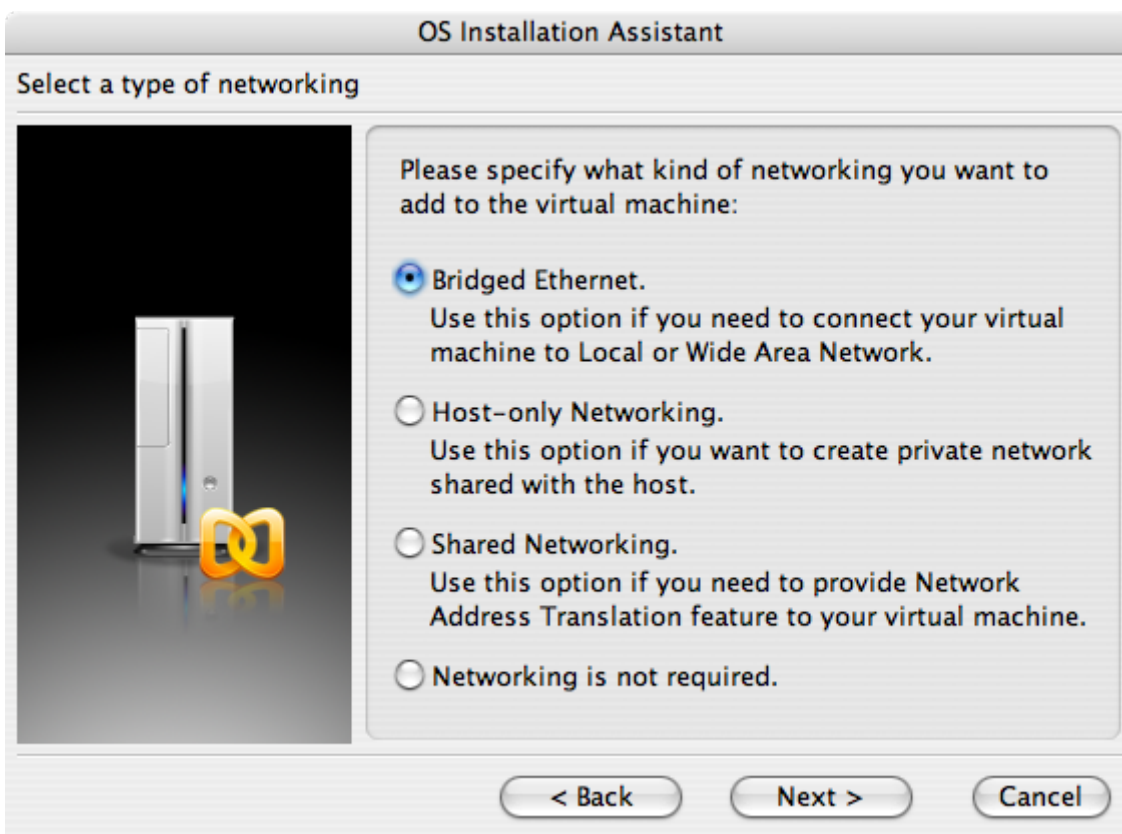 OS Installation Assistant
Select a type of networking
Please specify what kind of networking you want to
add to the virtual machine:
Bridged Ethernet.
Use this option if you need to connect your virtual
machine to Local or Wide Area Network.
Host-only Networking.
Use this option if you want to create private network
shared with the host.
Shared Networking.
Use this option if you need to provide Network
Address Translation feature to your virtual machine.
Networking is not required.
< Back
Next >
Cancel